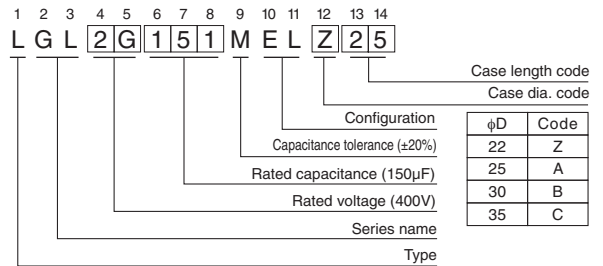 1 2 3 4 5 6 7 8 9 10 11 12 13 14
L G L 2 G 1 5 1 M E L Z 2 5
Case length code
Case dia. code
Configuration
Capacitance tolerance (±20%)
Rated capacitance (150μF)
Rated voltage (400V)
Series name
Type
φD Code
22 Z
25 A
30 B
35 C